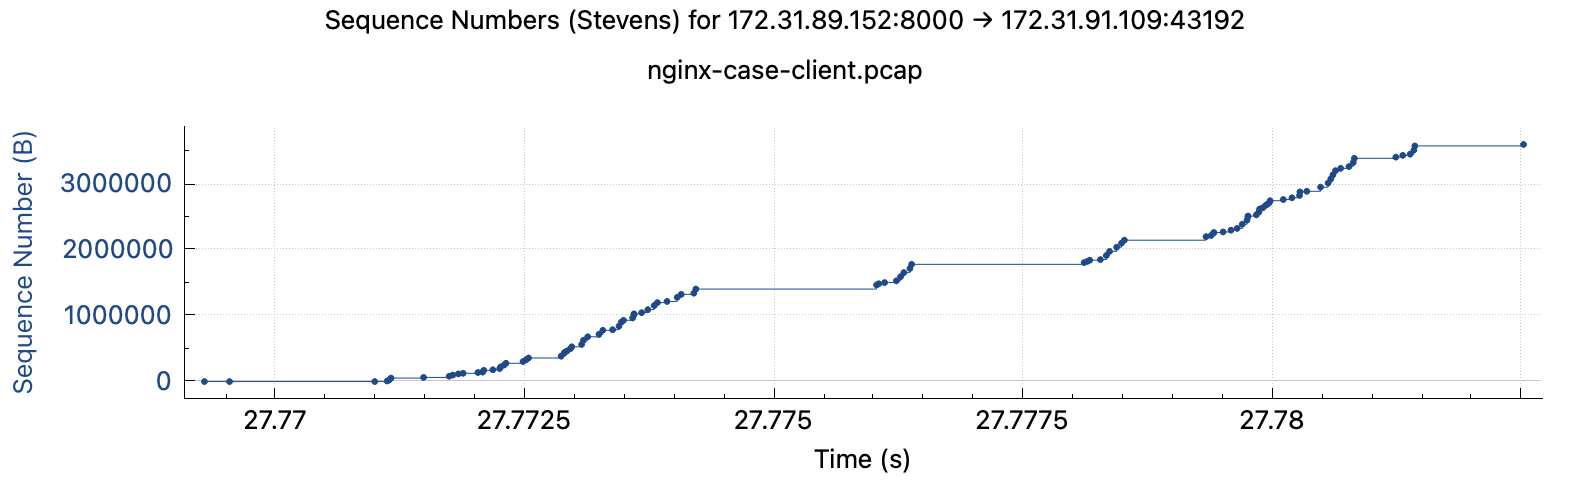 Sequence Numbers (Stevens) for 172.31.89.152:8000 → 172.31.91.109:43192
nginx-case-client.pcap
Sequence Number (B)
3000000
2000000
1000000
0
27.77 27.7725 27.775 27.7775 27.78
Time (s)